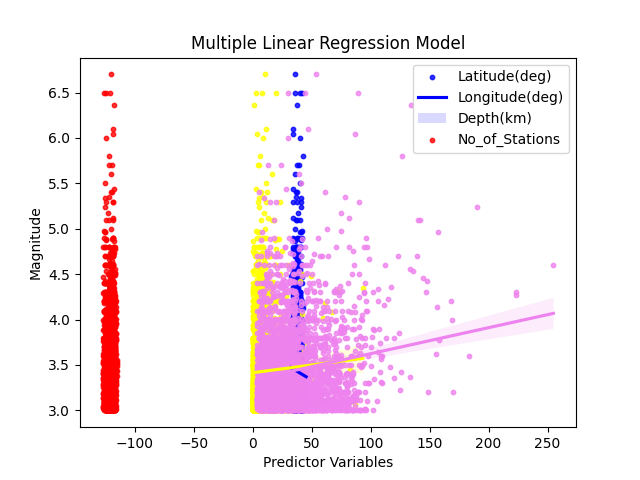 Multiple Linear Regression Model
Latitude(deg)
Longitude(deg)
Depth(km)
No_of_Stations
Magnitude
6.5
6.0
5.5
5.0
4.5
4.0
3.5
3.0
−100 −50 0 50 100 150 200 250
Predictor Variables